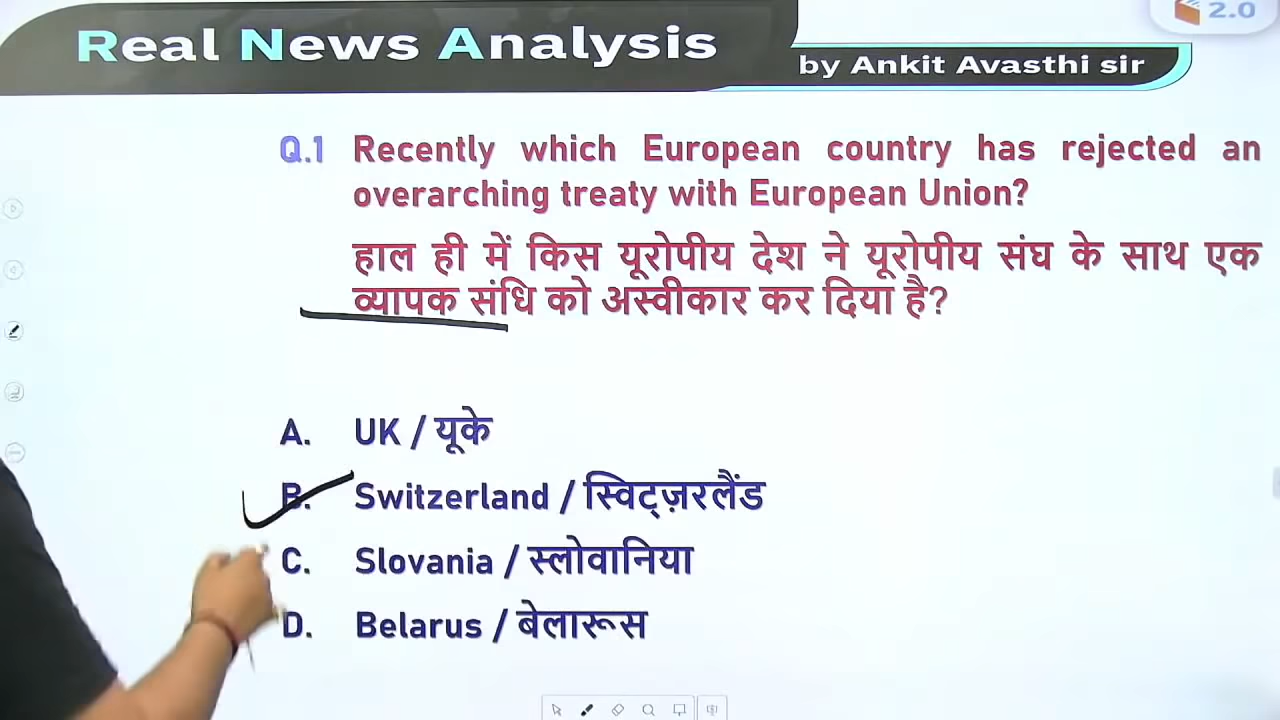 Real News Analysis
by Ankit Avasthi sir
2.0
Q.1 Recently which European country has rejected an
overarching treaty with European Union?
हाल ही में किस यूरोपीय देश ने यूरोपीय संघ के साथ एक
व्यापक संधि को अस्वीकार कर दिया है?
A. UK / यूके
B. Switzerland / स्विट्ज़रलैंड
C. Slovania / स्लोवानिया
D. Belarus / बेलारूस